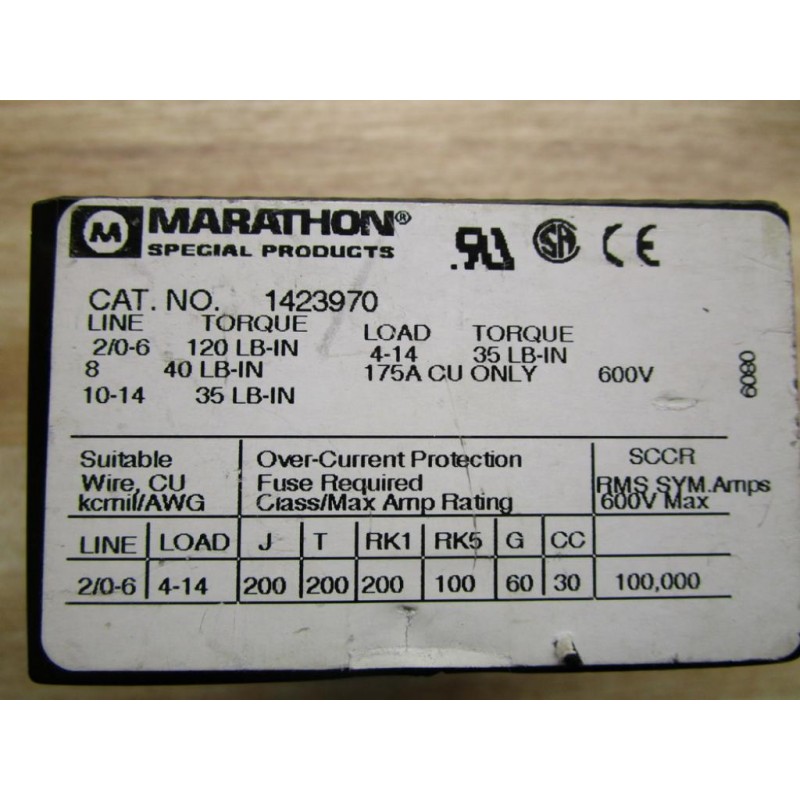 M MARATHON®
SPECIAL PRODUCTS
CAT. NO. 1423970
LINE TORQUE LOAD TORQUE
2/0-6 120 LB-IN 4-14 35 LB-IN
8 40 LB-IN 175A CU ONLY 600V
10-14 35 LB-IN
6080
Suitable Over-Current Protection SCCR
Wire, CU Fuse Required RMS SYM.Amps
kcmil/AWG Class/Max Amp Rating 600V Max
LINE LOAD J T RK1 RK5 G CC
2/0-6 4-14 200 200 200 100 60 30 100,000